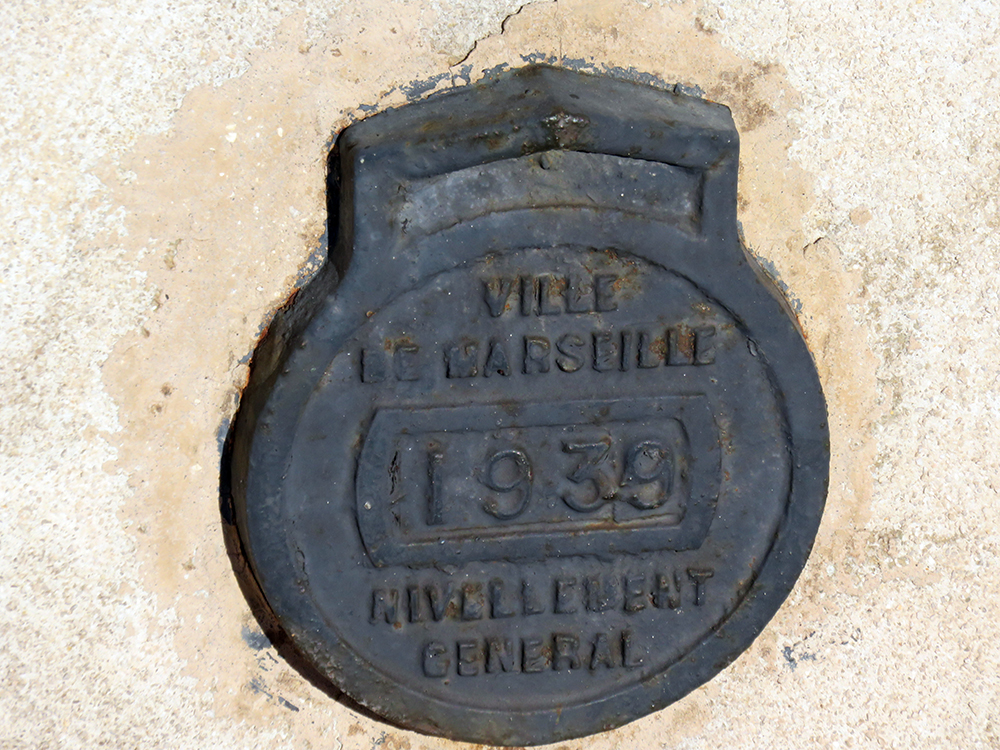 VILLE
DE MARSEILLE
1939
NIVELLEMENT
GENERAL